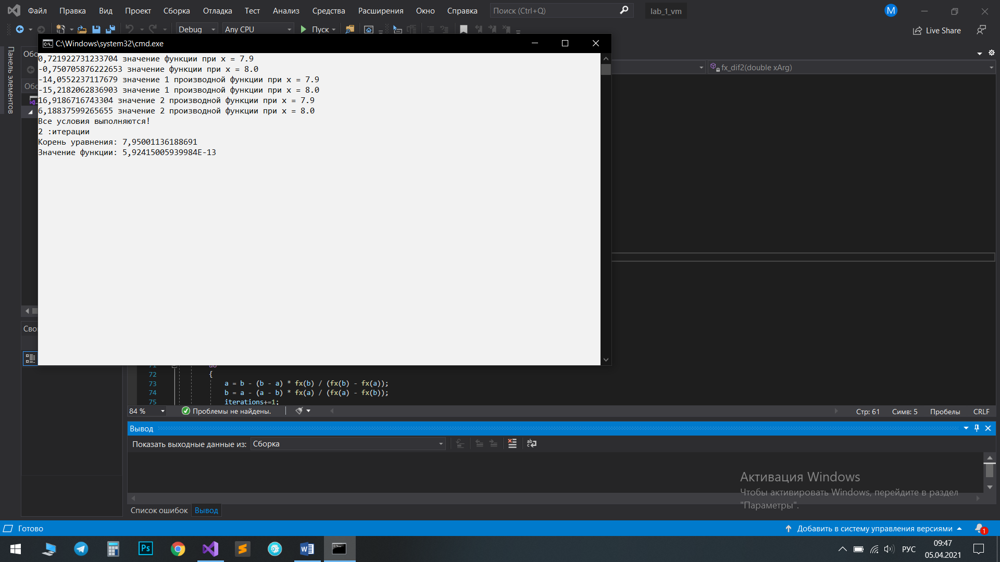 Файл Правка Вид Проект Сборка Отладка Тест Анализ Средства Расширения Окно Справка Поиск (Ctrl+Q) lab_1_vm M
Debug Any CPU Пуск Live Share
C:\Windows\system32\cmd.exe
Панель элементов
fx_dif2(double xArg)
0,721922731233704 значение функции при x = 7.9
-0,750705876222653 значение функции при x = 8.0
-14,0552237117679 значение 1 производной функции при x = 7.9
-15,2182062836903 значение 1 производной функции при x = 8.0
16,9186716743304 значение 2 производной функции при x = 7.9
6,18837599265655 значение 2 производной функции при x = 8.0
Все условия выполняются!
2 :итерации
Корень уравнения: 7,95001136188691
Значение функции: 5,92415005939984E-13
72 {
73 a = b - (b - a) * fx(b) / (fx(b) - fx(a));
74 b = a - (a - b) * fx(a) / (fx(a) - fx(b));
75 iterations+=1;
84 % Проблемы не найдены. Стр: 61 Симв: 5 Пробелы CRLF
Вывод
Показать выходные данные из: Сборка
Активация Windows
Чтобы активировать Windows, перейдите в раздел
"Параметры".
Список ошибок Вывод
Готово Добавить в систему управления версиями 1
Ps РУС 09:47
05.04.2021